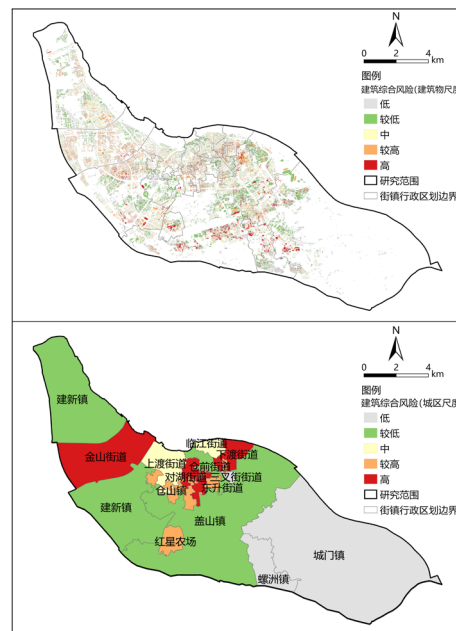 N
0 2 4 km
图例
建筑综合风险(建筑物尺度
低
较低
中
较高
高
研究范围
街镇行政区划边界
N
0 2 4 km
图例
建筑综合风险(城区尺度)
低
较低
中
较高
高
研究范围
街镇行政区划边界
建新镇
临江街道
下渡街道
金山街道
上渡街道
仓前街道
对湖街道
三叉街街道
仓山镇
东升街道
建新镇
盖山镇
红星农场
城门镇
螺洲镇